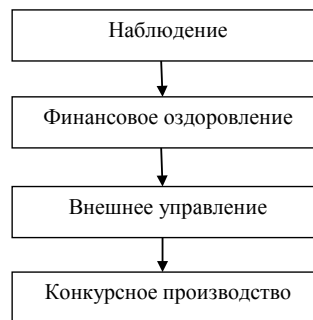 Наблюдение
Финансовое оздоровление
Внешнее управление
Конкурсное производство